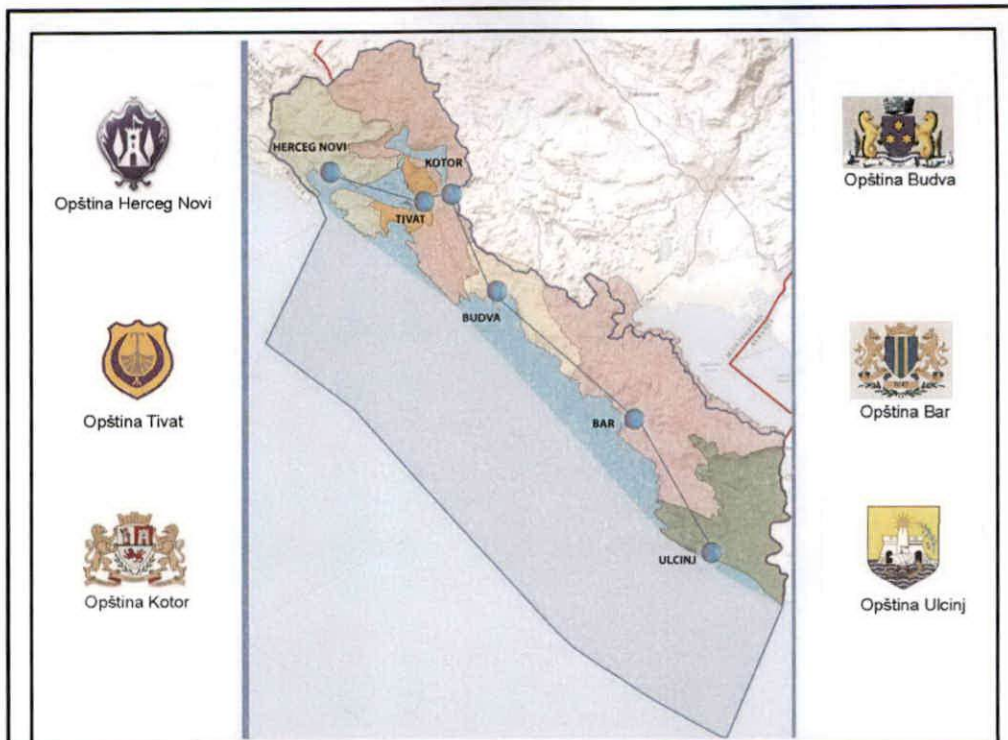 Opština Herceg Novi
Opština Tivat
Opština Kotor
HERCEG NOVI
KOTOR
TIVAT
BUDVA
BAR
ULCINJ
Opština Budva
Opština Bar
Opština Ulcinj